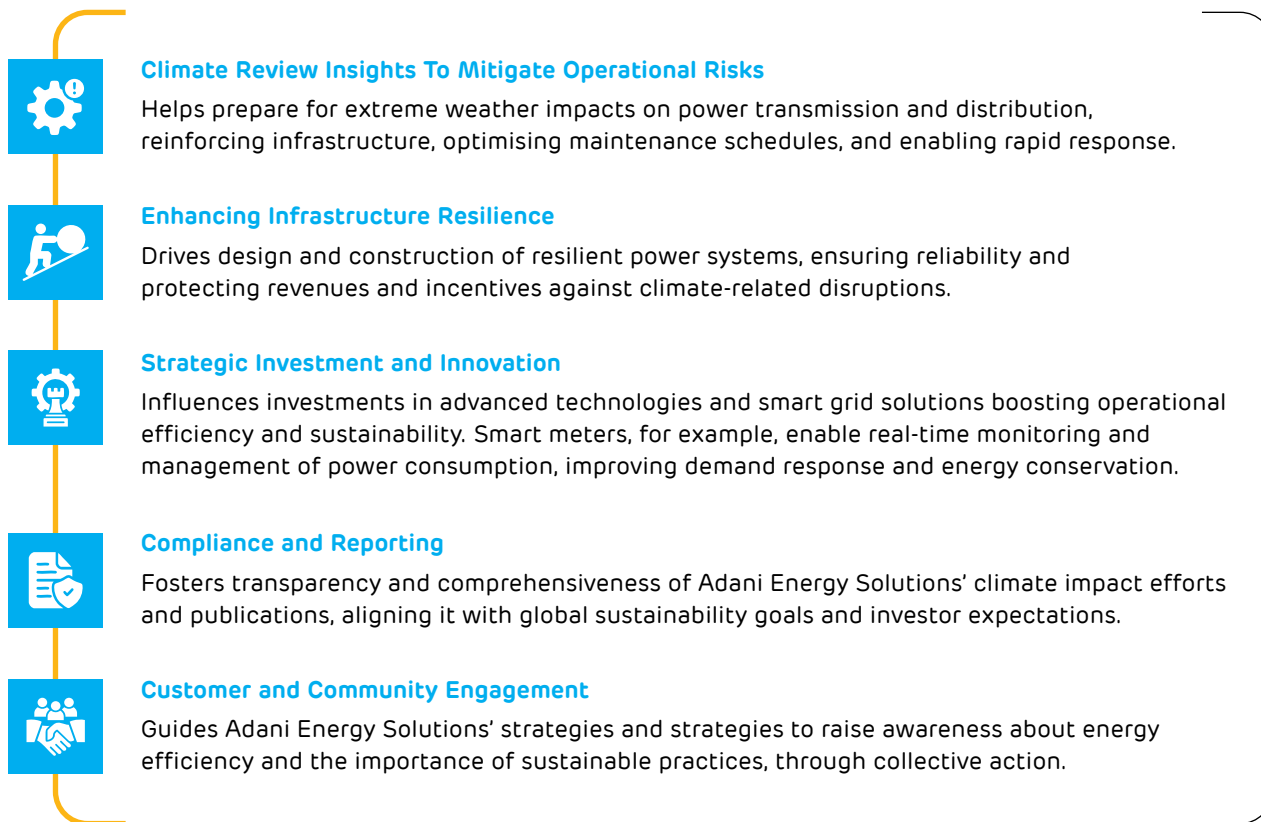 Climate Review Insights To Mitigate Operational Risks
Helps prepare for extreme weather impacts on power transmission and distribution,
reinforcing infrastructure, optimising maintenance schedules, and enabling rapid response.
Enhancing Infrastructure Resilience
Drives design and construction of resilient power systems, ensuring reliability and
protecting revenues and incentives against climate-related disruptions.
Strategic Investment and Innovation
Influences investments in advanced technologies and smart grid solutions boosting operational
efficiency and sustainability. Smart meters, for example, enable real-time monitoring and
management of power consumption, improving demand response and energy conservation.
Compliance and Reporting
Fosters transparency and comprehensiveness of Adani Energy Solutions’ climate impact efforts
and publications, aligning it with global sustainability goals and investor expectations.
Customer and Community Engagement
Guides Adani Energy Solutions’ strategies and strategies to raise awareness about energy
efficiency and the importance of sustainable practices, through collective action.